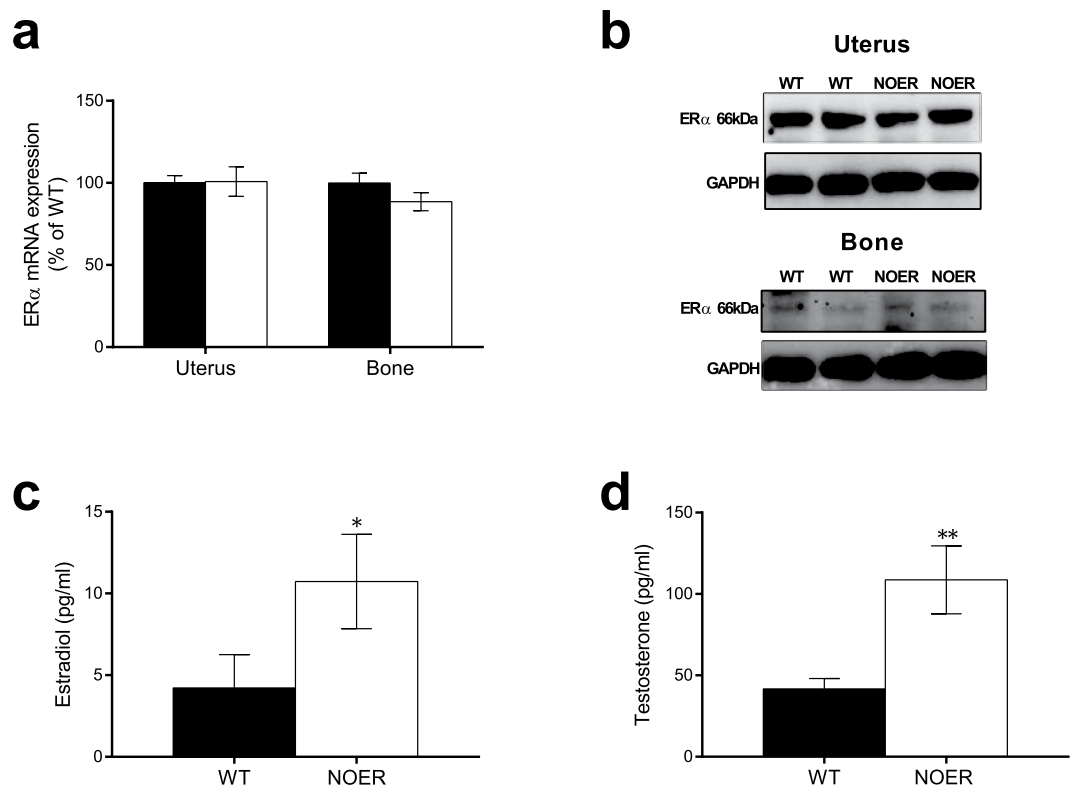 a
150
100
50
0
ERα mRNA expression
(% of WT)
Uterus Bone
b
Uterus
WT WT NOER NOER
ERα 66kDa
GAPDH
Bone
WT WT NOER NOER
ERα 66kDa
GAPDH
c
15
10
5
0
Estradiol (pg/ml)
*
WT NOER
d
150
100
50
0
Testosterone (pg/ml)
**
WT NOER